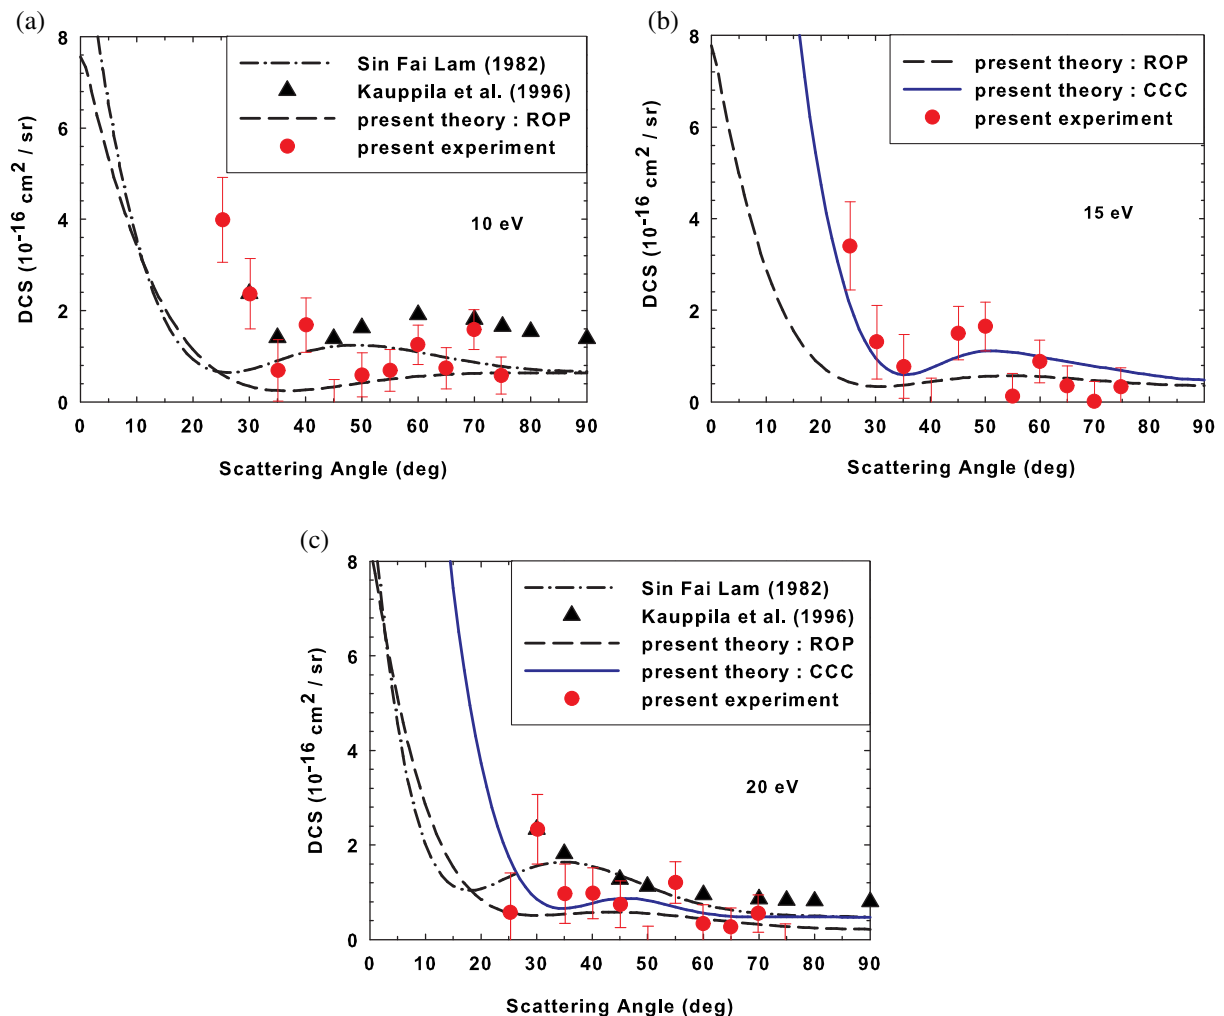 (a)
8
6
4
2
0
DCS (10⁻¹⁶ cm² / sr)
Sin Fai Lam (1982)
Kauppila et al. (1996)
present theory : ROP
present experiment
10 eV
0 10 20 30 40 50 60 70 80 90
Scattering Angle (deg)
(b)
8
6
4
2
0
DCS (10⁻¹⁶ cm² / sr)
present theory : ROP
present theory : CCC
present experiment
15 eV
0 10 20 30 40 50 60 70 80 90
Scattering Angle (deg)
(c)
8
6
4
2
0
DCS (10⁻¹⁶ cm² / sr)
Sin Fai Lam (1982)
Kauppila et al. (1996)
present theory : ROP
present theory : CCC
present experiment
20 eV
0 10 20 30 40 50 60 70 80 90
Scattering Angle (deg)